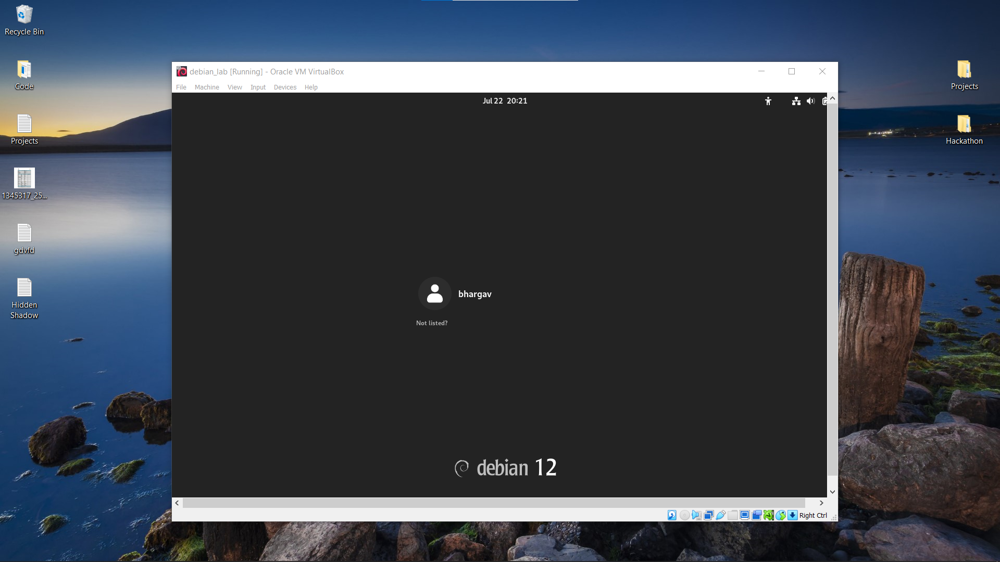 Recycle Bin
Code
Projects
1345317_25...
gdvfd
Hidden
Shadow
debian_lab [Running] - Oracle VM VirtualBox
File Machine View Input Devices Help
Jul 22 20:21
bhargav
Not listed?
debian 12
Right Ctrl
Projects
Hackathon